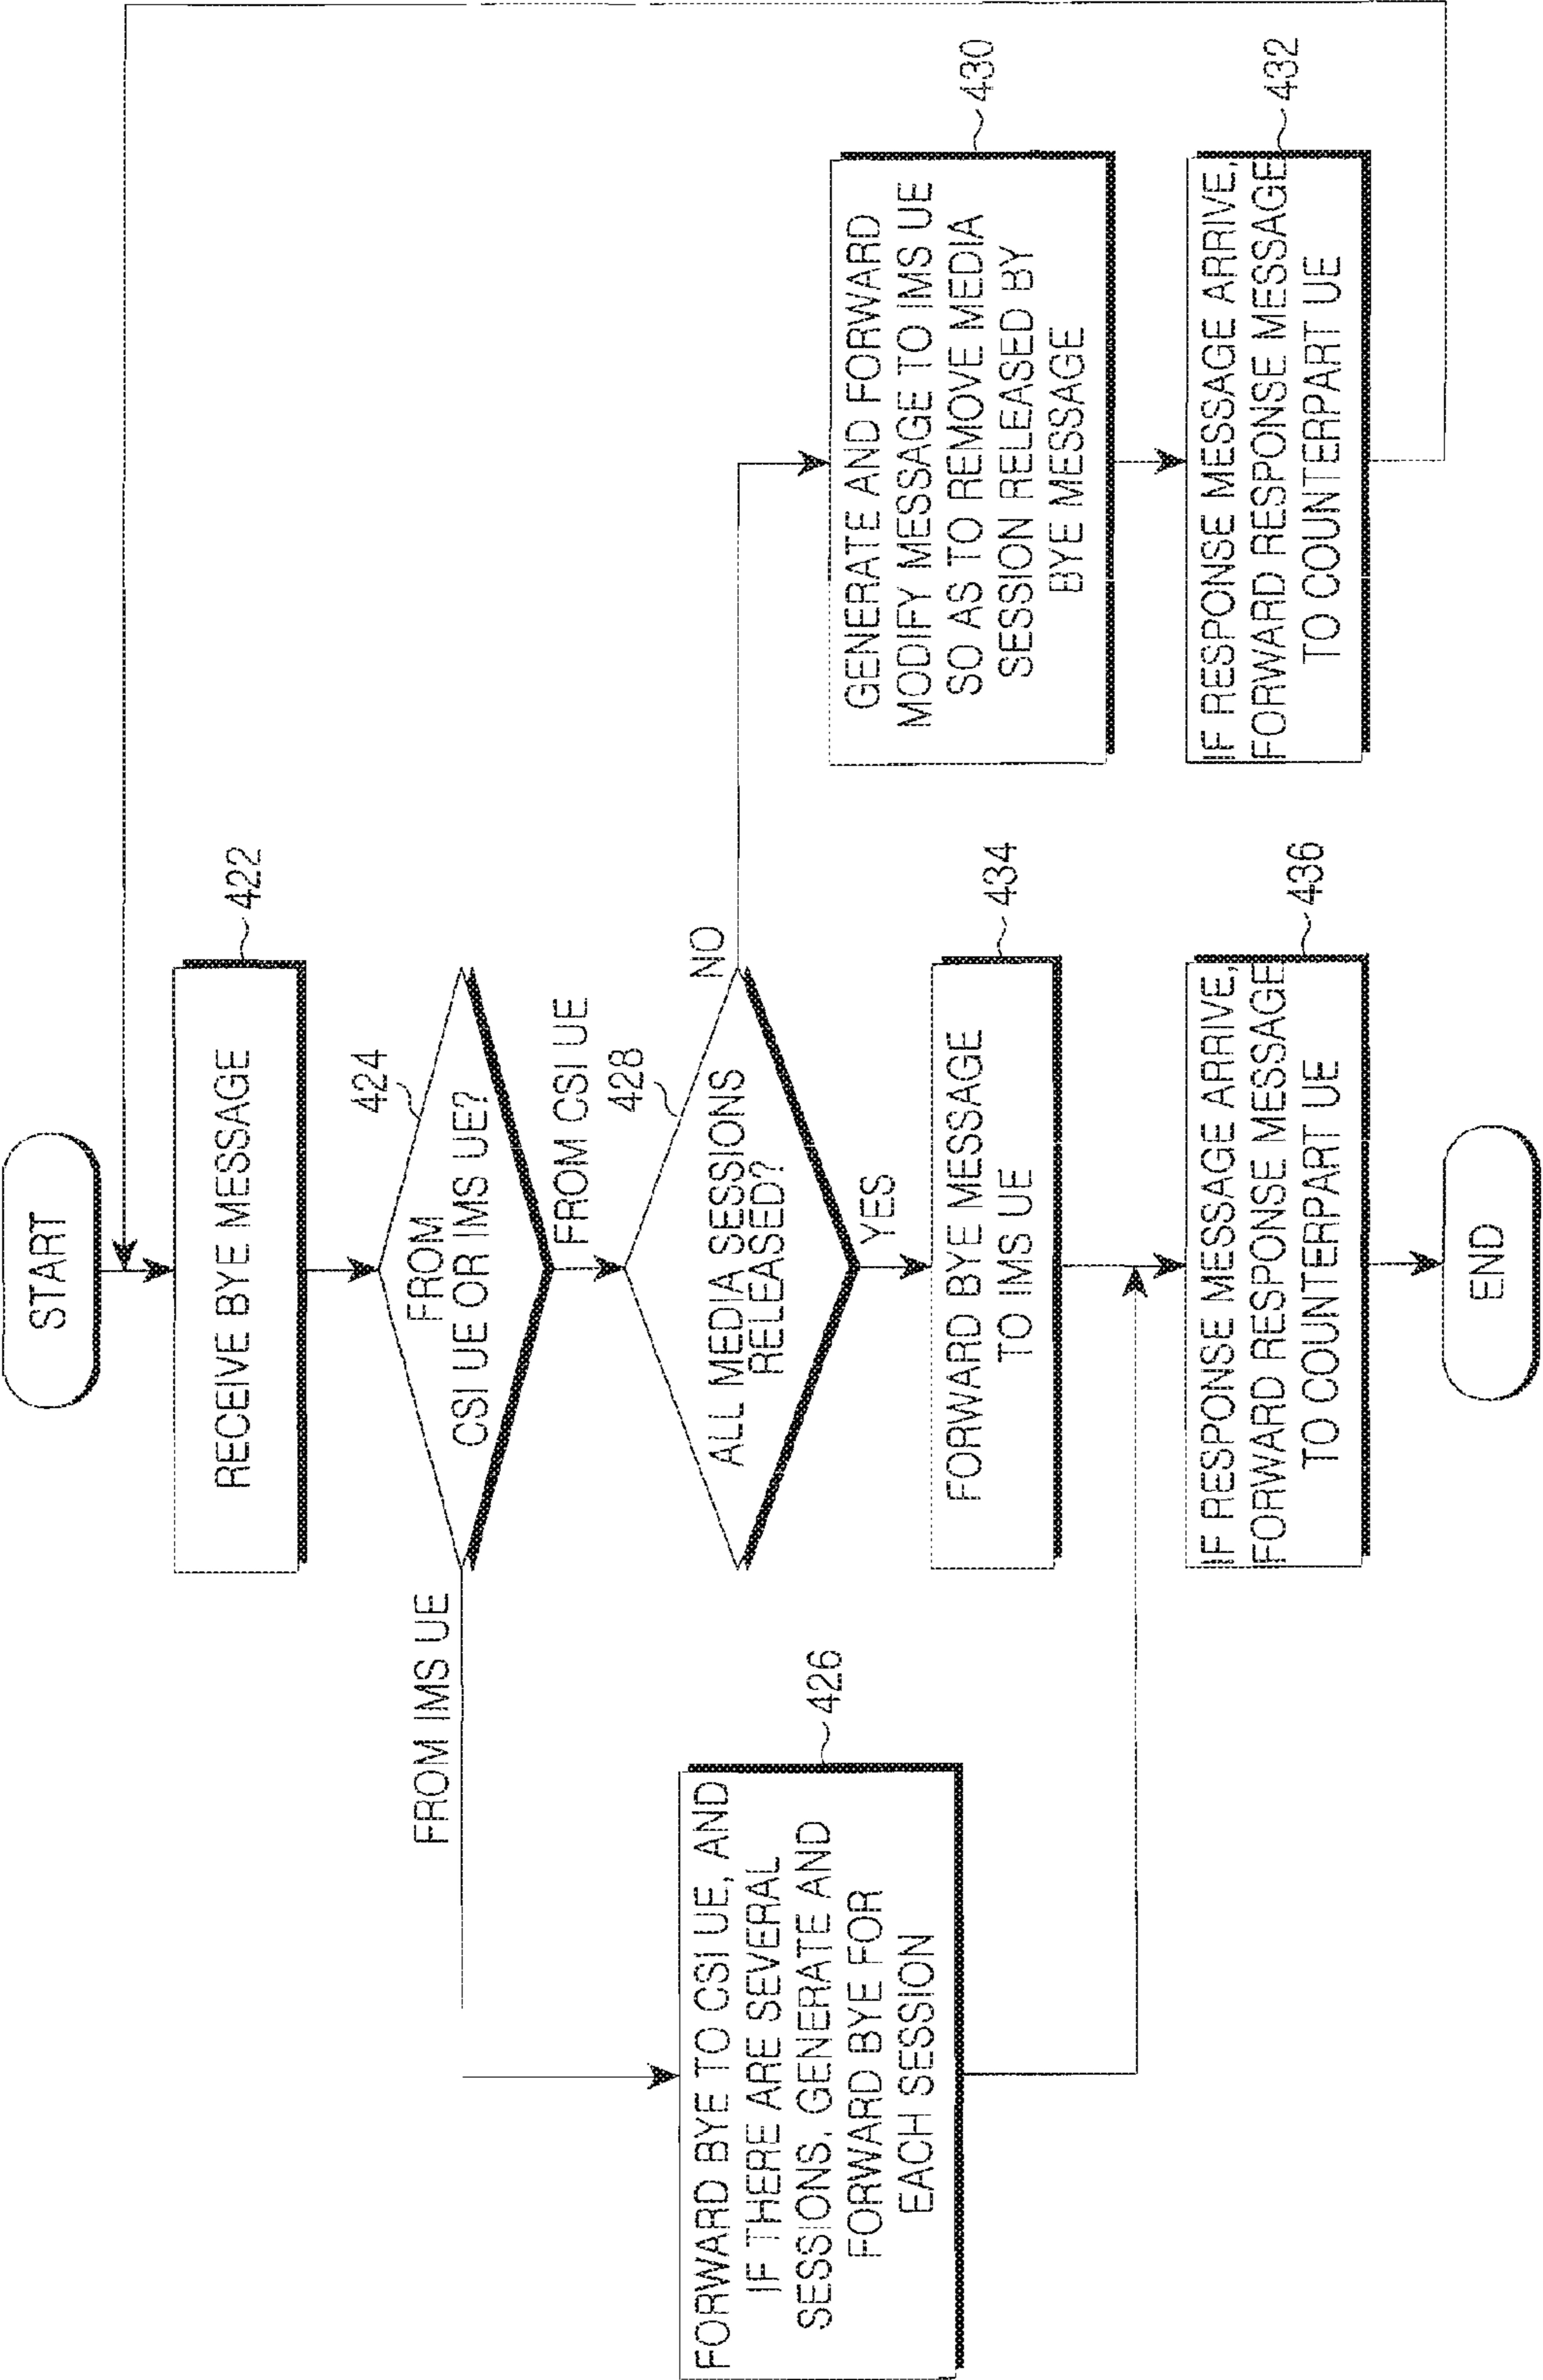 START
RECEIVE BYE MESSAGE
422
FROM
CSI UE OR IMS UE?
424
FROM IMS UE
FROM CSI UE
FORWARD BYE TO CSI UE, AND
IF THERE ARE SEVERAL
SESSIONS, GENERATE AND
FORWARD BYE FOR
EACH SESSION
426
ALL MEDIA SESSIONS
RELEASED?
428
NO
YES
GENERATE AND FORWARD
MODIFY MESSAGE TO IMS UE
SO AS TO REMOVE MEDIA
SESSION RELEASED BY
BYE MESSAGE
430
FORWARD BYE MESSAGE
TO IMS UE
434
IF RESPONSE MESSAGE ARRIVE,
FORWARD RESPONSE MESSAGE
TO COUNTERPART UE
432
IF RESPONSE MESSAGE ARRIVE,
FORWARD RESPONSE MESSAGE
TO COUNTERPART UE
436
END